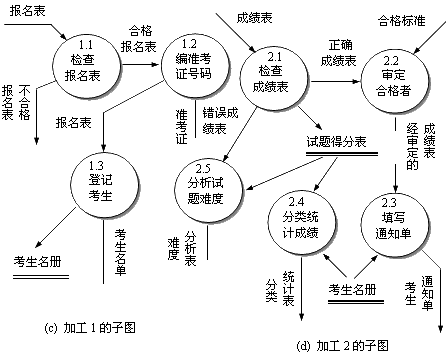 报名表
1.1
检查
报名表
合格
报名表
1.2
编准考
证号码
不合格
报名表
报名表
准考证
1.3
登记
考生
考生名册
考生名单
(c) 加工 1 的子图
成绩表
2.1
检查
成绩表
正确
成绩表
合格标准
2.2
审定
合格者
错误成
绩表
试题得分表
经审定的
成绩表
2.5
分析试
题难度
难度
分析表
2.4
分类统
计成绩
分类
统计表
考生名册
2.3
填写
通知单
考生
通知单
(d) 加工 2 的子图